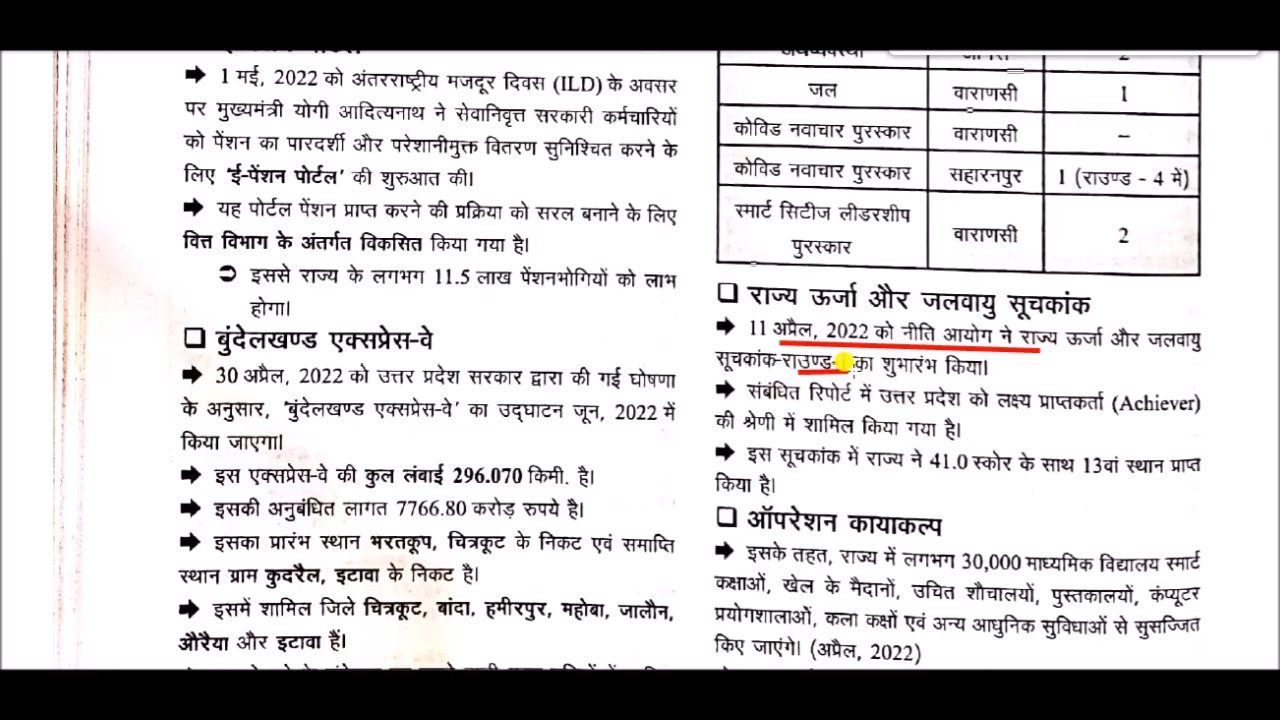 ➡ 1 मई, 2022 को अंतरराष्ट्रीय मजदूर दिवस (ILD) के अवसर
पर मुख्यमंत्री योगी आदित्यनाथ ने सेवानिवृत्त सरकारी कर्मचारियों
को पेंशन का पारदर्शी और परेशानीमुक्त वितरण सुनिश्चित करने के
लिए 'ई-पेंशन पोर्टल' की शुरुआत की।
➡ यह पोर्टल पेंशन प्राप्त करने की प्रक्रिया को सरल बनाने के लिए
वित्त विभाग के अंतर्गत विकसित किया गया है।
➲ इससे राज्य के लगभग 11.5 लाख पेंशनभोगियों को लाभ
होगा।
❑ बुंदेलखण्ड एक्सप्रेस-वे
➡ 30 अप्रैल, 2022 को उत्तर प्रदेश सरकार द्वारा की गई घोषणा
के अनुसार, 'बुंदेलखण्ड एक्सप्रेस-वे' का उद्घाटन जून, 2022 में
किया जाएगा।
➡ इस एक्सप्रेस-वे की कुल लंबाई 296.070 किमी. है।
➡ इसकी अनुबंधित लागत 7766.80 करोड़ रुपये है।
➡ इसका प्रारंभ स्थान भरतकूप, चित्रकूट के निकट एवं समाप्ति
स्थान ग्राम कुदरैल, इटावा के निकट है।
➡ इसमें शामिल जिले चित्रकूट, बांदा, हमीरपुर, महोबा, जालौन,
औरैया और इटावा हैं।
जल वाराणसी 1
कोविड नवाचार पुरस्कार वाराणसी –
कोविड नवाचार पुरस्कार सहारनपुर 1 (राउण्ड - 4 में)
स्मार्ट सिटीज लीडरशीप
पुरस्कार वाराणसी 2
❑ राज्य ऊर्जा और जलवायु सूचकांक
➡ 11 अप्रैल, 2022 को नीति आयोग ने राज्य ऊर्जा और जलवायु
सूचकांक-राउण्ड- का शुभारंभ किया।
➡ संबंधित रिपोर्ट में उत्तर प्रदेश को लक्ष्य प्राप्तकर्ता (Achiever)
की श्रेणी में शामिल किया गया है।
➡ इस सूचकांक में राज्य ने 41.0 स्कोर के साथ 13वां स्थान प्राप्त
किया है।
❑ ऑपरेशन कायाकल्प
➡ इसके तहत, राज्य में लगभग 30,000 माध्यमिक विद्यालय स्मार्ट
कक्षाओं, खेल के मैदानों, उचित शौचालयों, पुस्तकालयों, कंप्यूटर
प्रयोगशालाओं, कला कक्षों एवं अन्य आधुनिक सुविधाओं से सुसज्जित
किए जाएंगे। (अप्रैल, 2022)